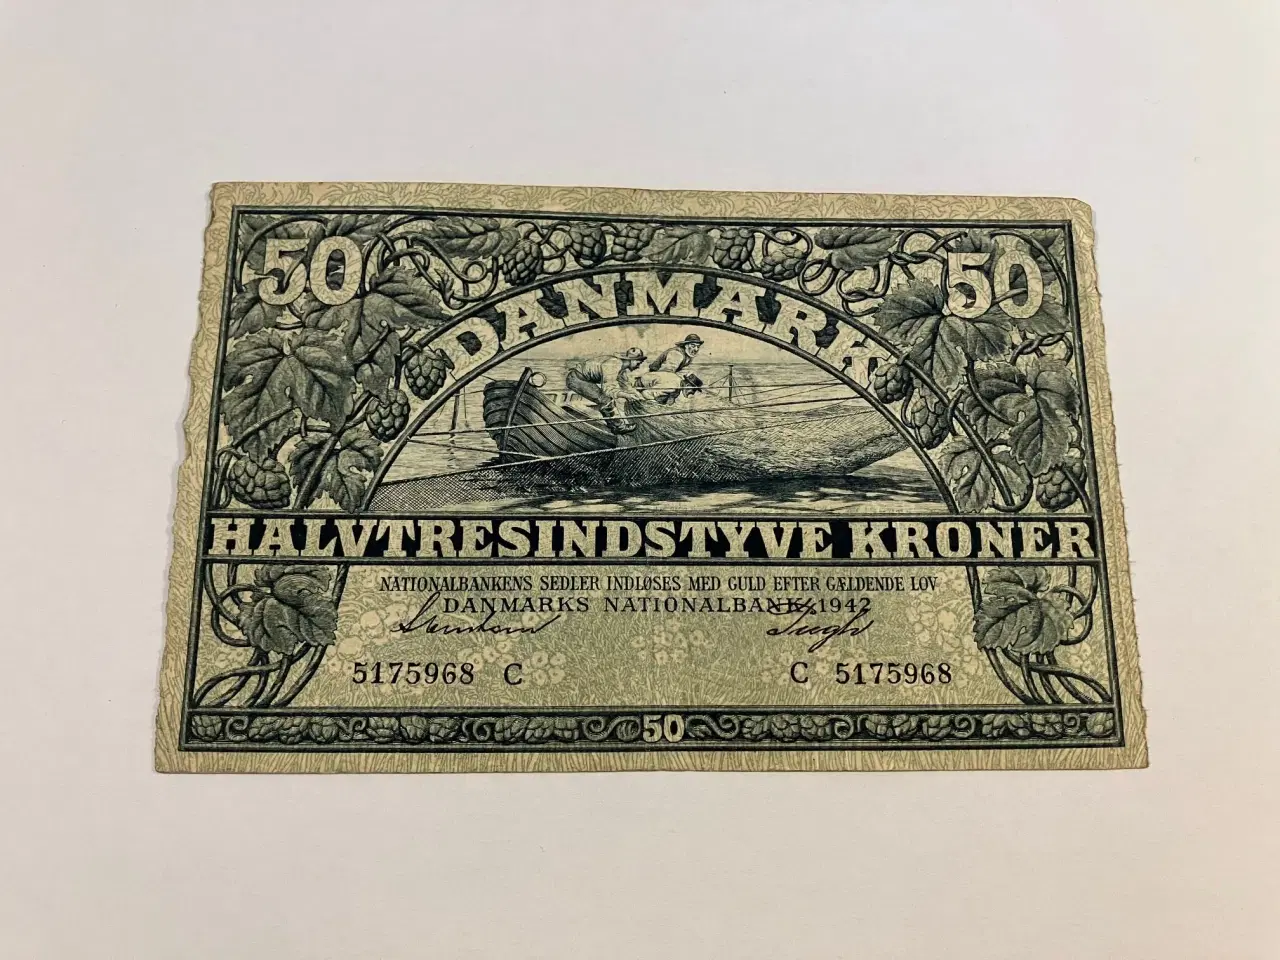 50 50
DANMARK
HALVTRESINDSTYVE KRONER
NATIONALBANKENS SEDLER INDLØSES MED GULD EFTER GÆLDENDE LOV
DANMARKS NATIONALBANK, 1942
5175968 C C 5175968
50